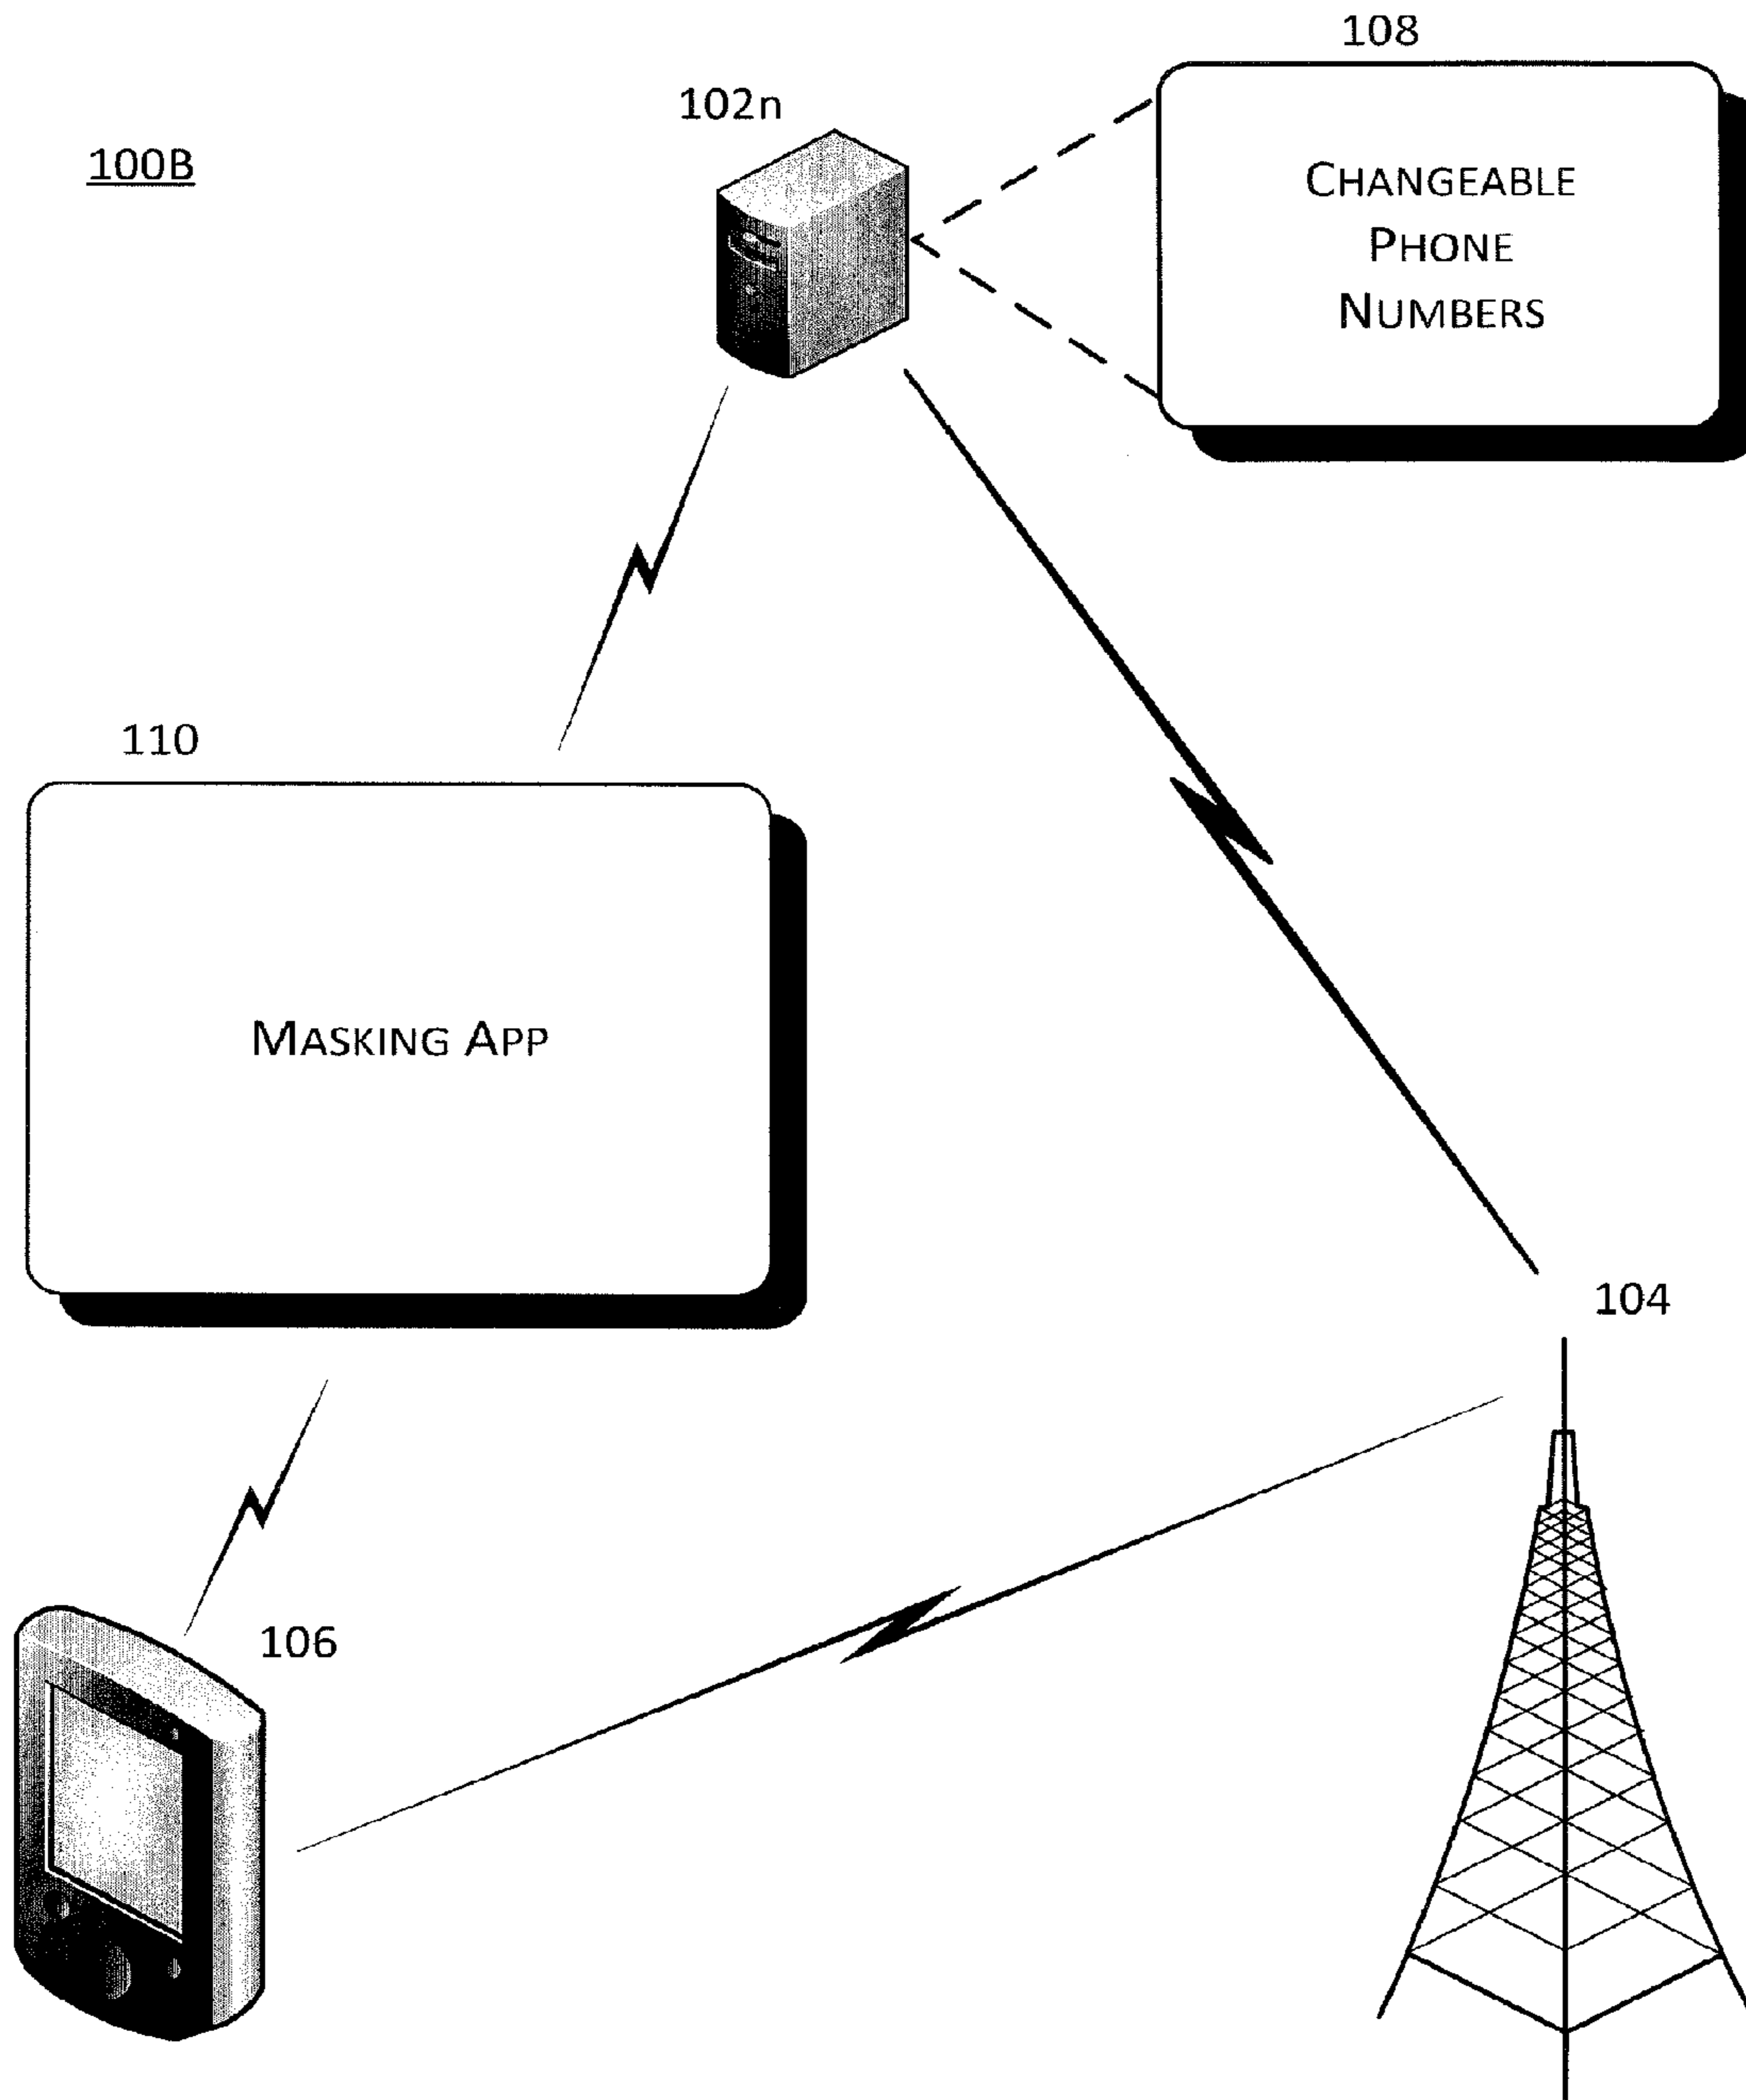 108
102n
100B
CHANGEABLE
PHONE
NUMBERS
110
MASKING APP
104
106